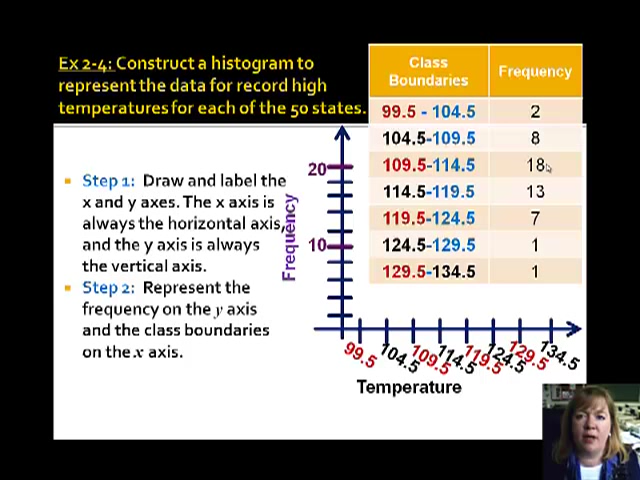 Ex 2-4: Construct a histogram to
represent the data for record high
temperatures for each of the 50 states.
Class Boundaries Frequency
99.5 - 104.5 2
104.5-109.5 8
109.5-114.5 18
114.5-119.5 13
119.5-124.5 7
124.5-129.5 1
129.5-134.5 1
Step 1: Draw and label the
x and y axes. The x axis is
always the horizontal axis,
and the y axis is always
the vertical axis.
Step 2: Represent the
frequency on the y axis
and the class boundaries
on the x axis.
Frequency
20
10
99.5 104.5 109.5 114.5 119.5 124.5 129.5 134.5
Temperature